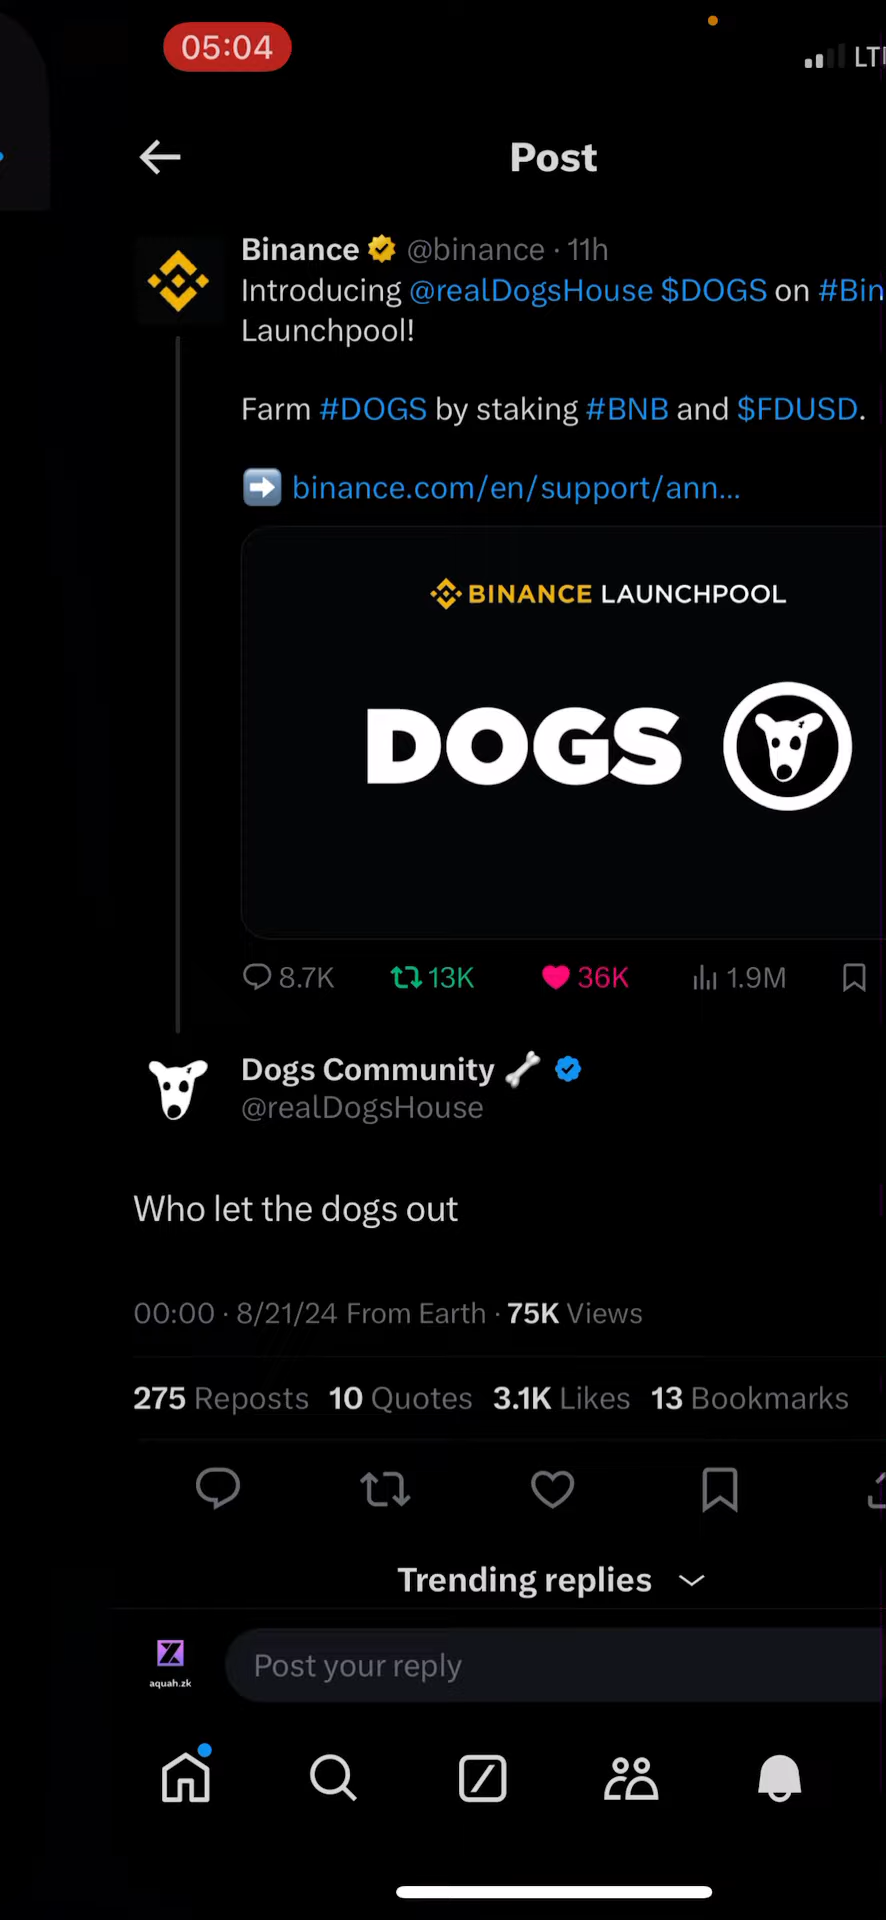 05:04
LT
Post
Binance @binance · 11h
Introducing @realDogsHouse $DOGS on #Bin
Launchpool!
Farm #DOGS by staking #BNB and $FDUSD.
binance.com/en/support/ann...
BINANCE LAUNCHPOOL
DOGS
8.7K 13K 36K 1.9M
Dogs Community
@realDogsHouse
Who let the dogs out
00:00 · 8/21/24 From Earth · 75K Views
275 Reposts 10 Quotes 3.1K Likes 13 Bookmarks
Trending replies
aquah.zk
Post your reply